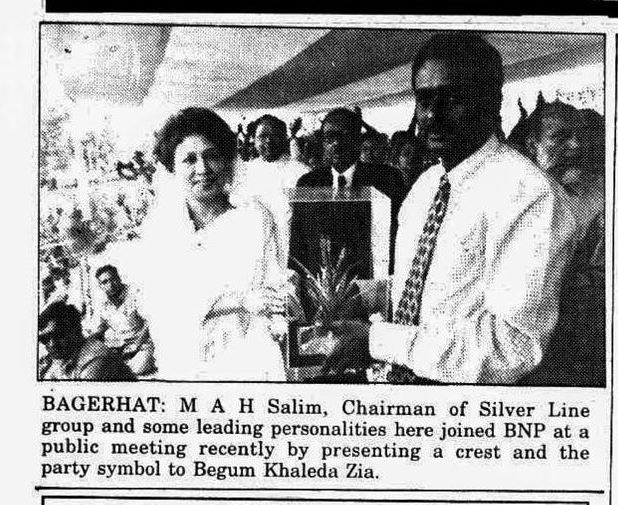 BAGERHAT: M A H Salim, Chairman of Silver Line
group and some leading personalities here joined BNP at a
public meeting recently by presenting a crest and the
party symbol to Begum Khaleda Zia.